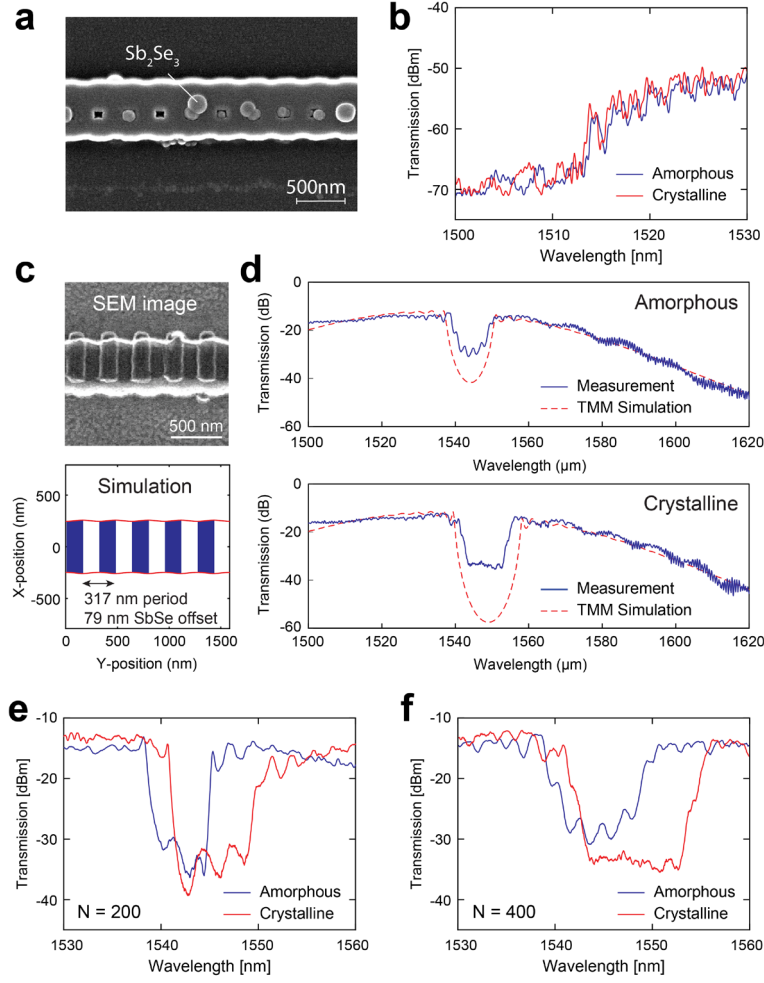 a
Sb2Se3
500nm
b
Transmission [dBm]
-40
-50
-60
-70
Amorphous
Crystalline
1500
1510
1520
1530
Wavelength [nm]
c
SEM image
500 nm
Simulation
X-position (nm)
500
0
-500
317 nm period
79 nm SbSe offset
0
500
1000
1500
Y-position (nm)
d
Transmission (dB)
0
-20
-40
-60
Amorphous
Measurement
TMM Simulation
1500
1520
1540
1560
1580
1600
1620
Wavelength (μm)
Transmission (dB)
0
-20
-40
-60
Crystalline
Measurement
TMM Simulation
1500
1520
1540
1560
1580
1600
1620
Wavelength (μm)
e
Transmission [dBm]
-10
-20
-30
-40
N = 200
Amorphous
Crystalline
1530
1540
1550
1560
Wavelength [nm]
f
Transmission [dBm]
-10
-20
-30
-40
N = 400
Amorphous
Crystalline
1530
1540
1550
1560
Wavelength [nm]